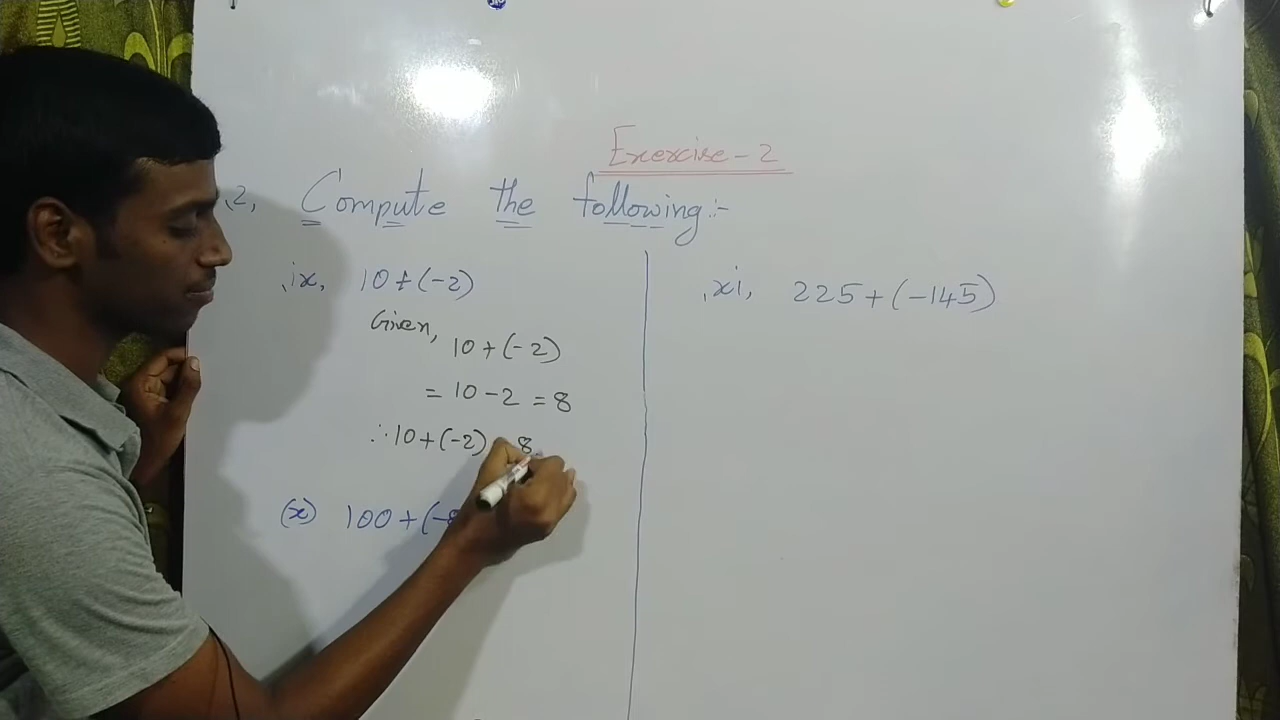 Exercise-2
2, Compute the following:-
ix, 10+(-2)
Given, 10+(-2)
= 10-2 = 8
∴10+(-2) 8
(x) 100+(-8
xi, 225+(-145)